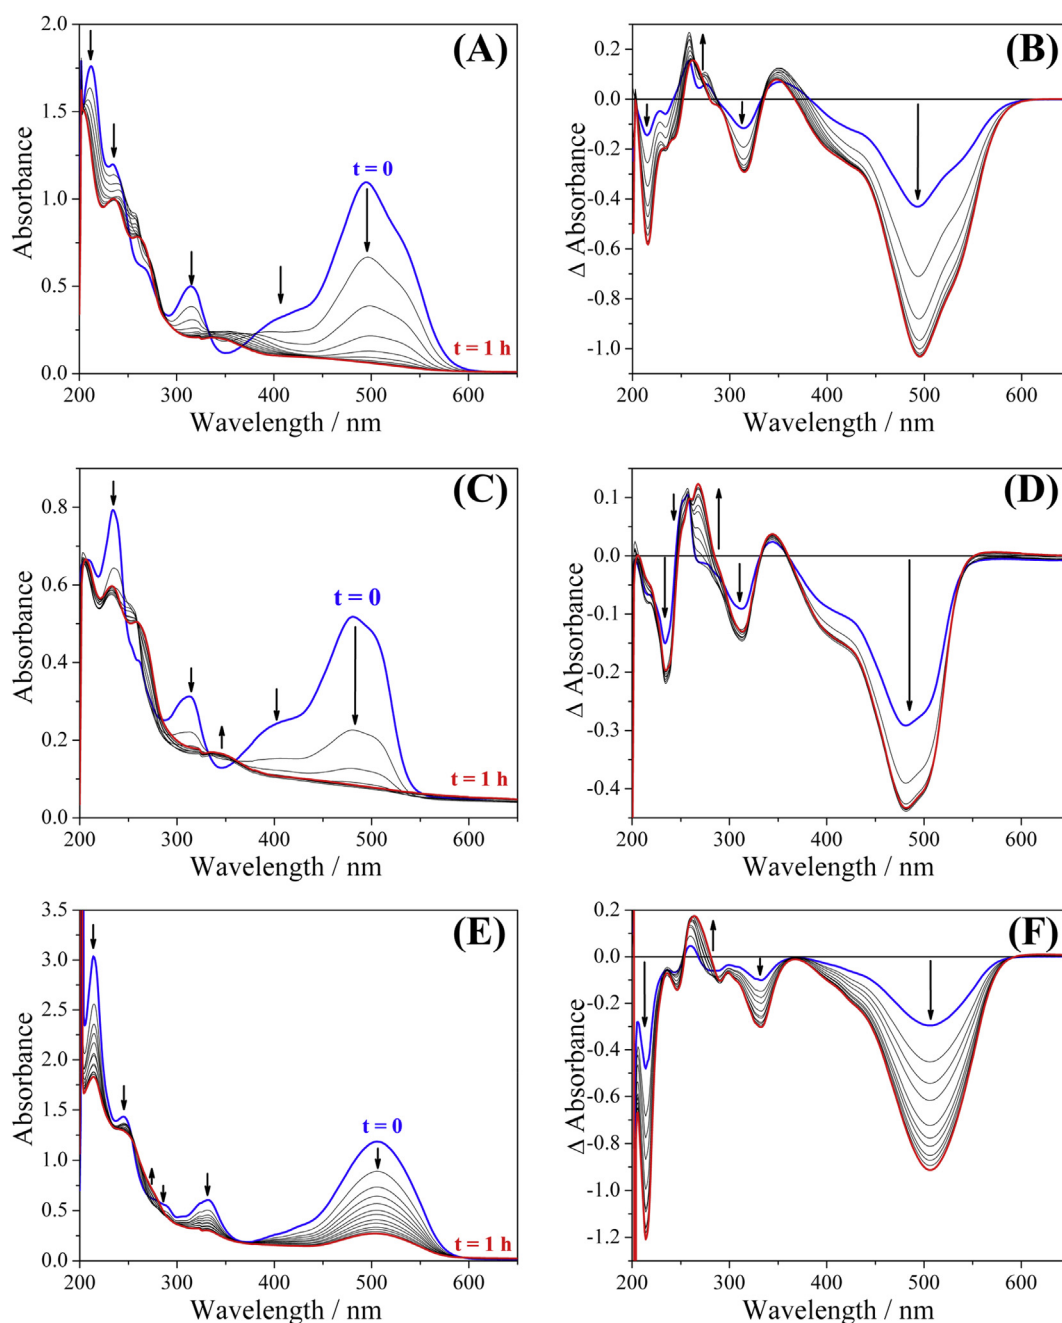 (A)
2.0
1.5
1.0
0.5
0.0
Absorbance
t = 0
t = 1 h
200 300 400 500 600
Wavelength / nm
(B)
0.2
0.0
-0.2
-0.4
-0.6
-0.8
-1.0
Δ Absorbance
200 300 400 500 600
Wavelength / nm
(C)
0.8
0.6
0.4
0.2
0.0
Absorbance
t = 0
t = 1 h
200 300 400 500 600
Wavelength / nm
(D)
0.1
0.0
-0.1
-0.2
-0.3
-0.4
Δ Absorbance
200 300 400 500 600
Wavelength / nm
(E)
3.5
3.0
2.5
2.0
1.5
1.0
0.5
0.0
Absorbance
t = 0
t = 1 h
200 300 400 500 600
Wavelength / nm
(F)
0.2
0.0
-0.2
-0.4
-0.6
-0.8
-1.0
-1.2
Δ Absorbance
200 300 400 500 600
Wavelength / nm